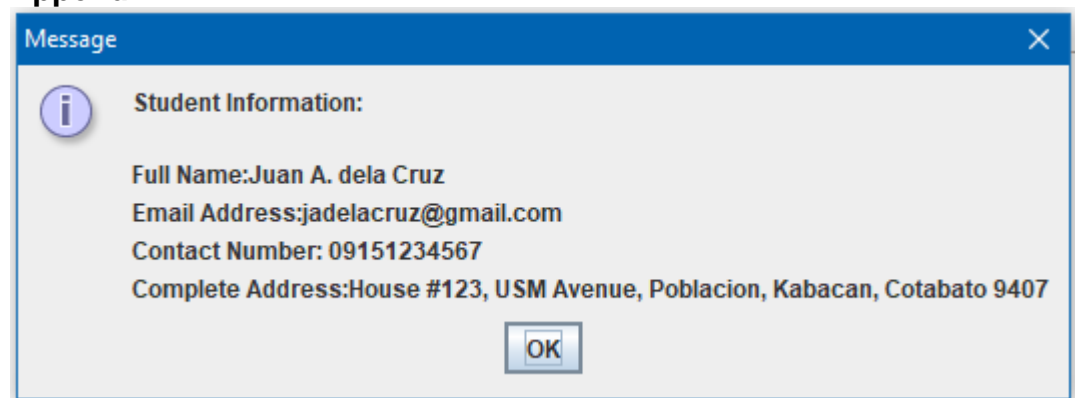 Message
Student Information:
Full Name:Juan A. dela Cruz
Email Address:jadelacruz@gmail.com
Contact Number: 09151234567
Complete Address:House #123, USM Avenue, Poblacion, Kabacan, Cotabato 9407
OK